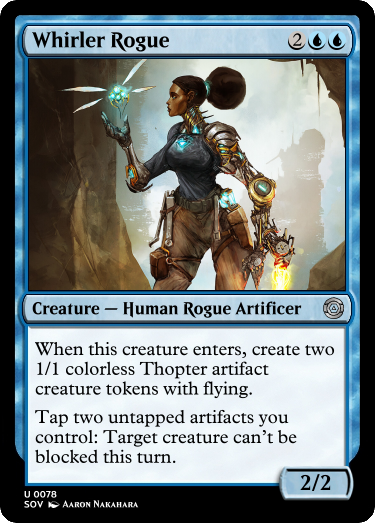 Whirler Rogue 2
Creature — Human Rogue Artificer
When this creature enters, create two
1/1 colorless Thopter artifact
creature tokens with flying.
Tap two untapped artifacts you
control: Target creature can't be
blocked this turn.
2/2
U 0078
SOV Aaron Nakahara